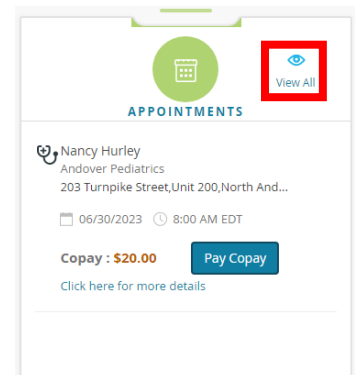 View All
APPOINTMENTS
Nancy Hurley
Andover Pediatrics
203 Turnpike Street,Unit 200,North And...
06/30/2023 8:00 AM EDT
Copay : $20.00 Pay Copay
Click here for more details